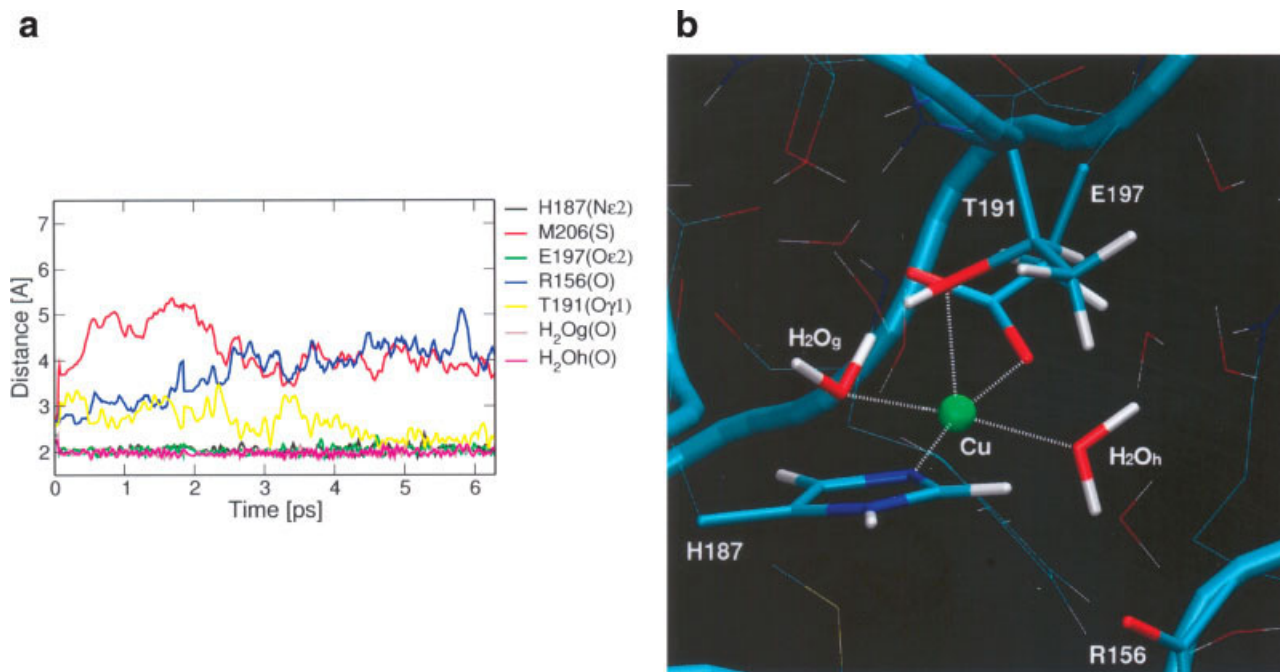 a
b
7
6
5
4
3
2
Distance [A]
0
1
2
3
4
5
6
Time [ps]
H187(Nε2)
M206(S)
E197(Oε2)
R156(O)
T191(Oγ1)
H₂Og(O)
H₂Oh(O)
T191
E197
H₂Og
Cu
H₂Oh
H187
R156